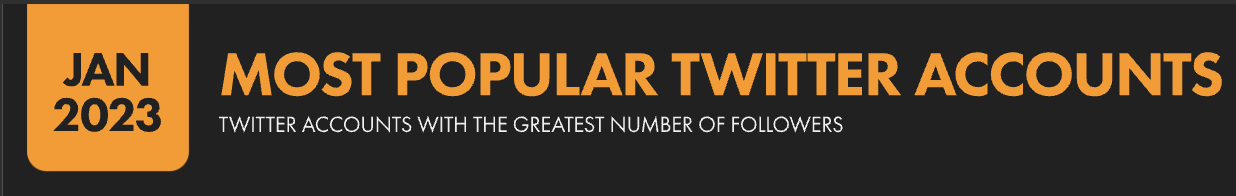 JAN
2023
MOST POPULAR TWITTER ACCOUNTS
TWITTER ACCOUNTS WITH THE GREATEST NUMBER OF FOLLOWERS